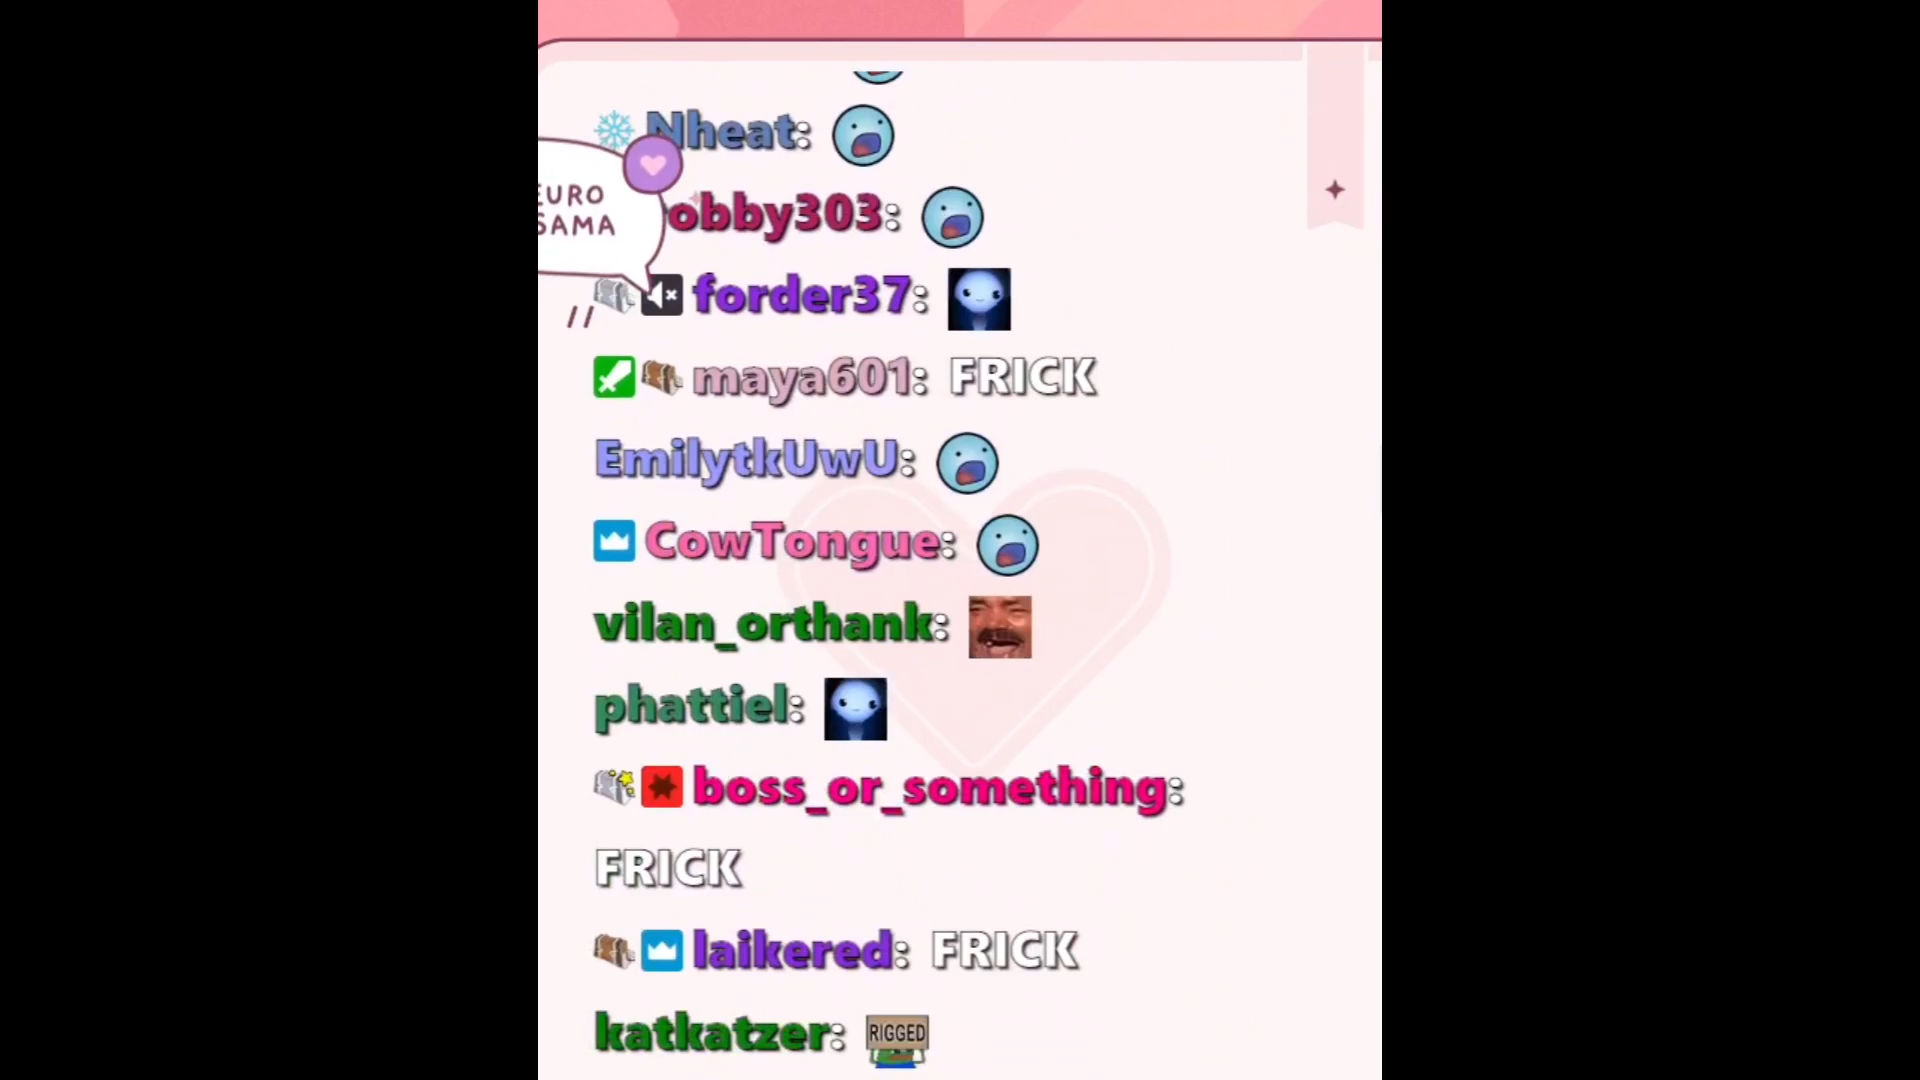 Nheat:
EURO
SAMA
obby303:
forder37:
maya601: FRICK
EmilytkUwU:
CowTongue:
vilan_orthank:
phattiel:
boss_or_something:
FRICK
laikered: FRICK
katkatzer: RIGGED